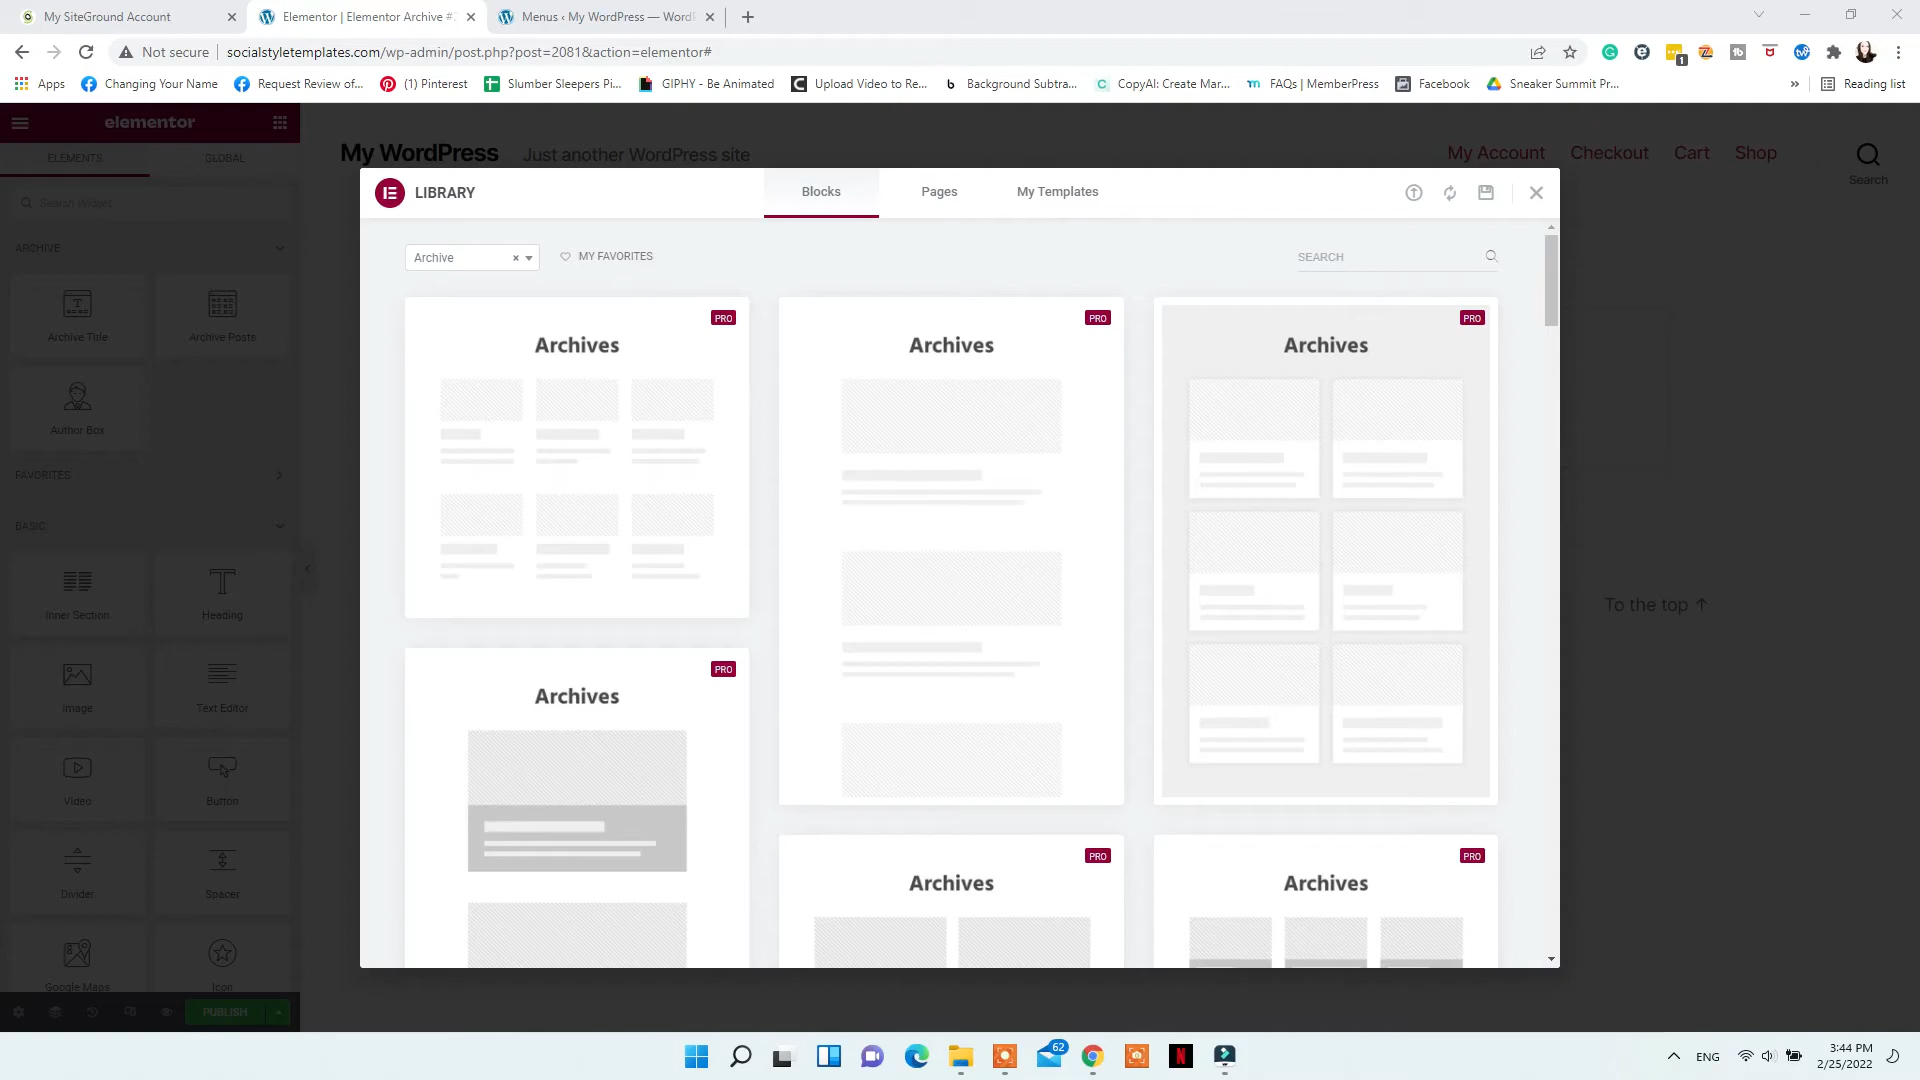 My SiteGround Account
Elementor | Elementor Archive #2
Menus ‹ My WordPress — WordP
Not secure
socialstyletemplates.com/wp-admin/post.php?post=2081&action=elementor#
1
Apps
Changing Your Name
Request Review of...
(1) Pinterest
Slumber Sleepers Pi...
GIPHY - Be Animated
Upload Video to Re...
Background Subtra...
CopyAI: Create Mar...
FAQs | MemberPress
Facebook
Sneaker Summit Pr...
»
Reading list
elementor
ELEMENTS
GLOBAL
Search Widget...
ARCHIVE
Archive Title
Archive Posts
Author Box
FAVORITES
BASIC
Inner Section
Heading
Image
Text Editor
Video
Button
Divider
Spacer
Google Maps
Icon
PUBLISH
My WordPress
Just another WordPress site
My Account
Checkout
Cart
Shop
Search
LIBRARY
Blocks
Pages
My Templates
Archive
MY FAVORITES
SEARCH
PRO
Archives
PRO
Archives
PRO
Archives
PRO
Archives
PRO
Archives
PRO
Archives
To the top ↑
62
ENG
3:44 PM
2/25/2022